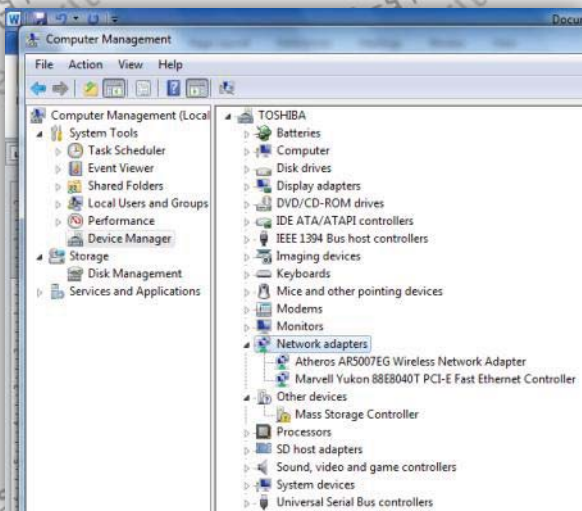 Docu
Computer Management
File Action View Help
Computer Management (Local
System Tools
Task Scheduler
Event Viewer
Shared Folders
Local Users and Groups
Performance
Device Manager
Storage
Disk Management
Services and Applications
TOSHIBA
Batteries
Computer
Disk drives
Display adapters
DVD/CD-ROM drives
IDE ATA/ATAPI controllers
IEEE 1394 Bus host controllers
Imaging devices
Keyboards
Mice and other pointing devices
Modems
Monitors
Network adapters
Atheros AR5007EG Wireless Network Adapter
Marvell Yukon 88E8040T PCI-E Fast Ethernet Controller
Other devices
Mass Storage Controller
Processors
SD host adapters
Sound, video and game controllers
System devices
Universal Serial Bus controllers